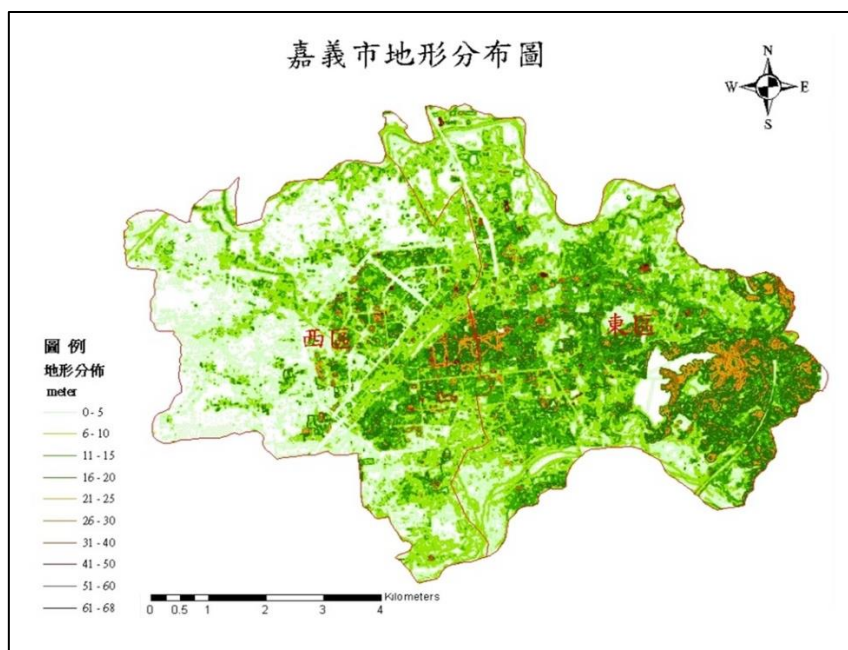 嘉義市地形分布圖
N
W E
S
西區
東區
圖 例
地形分佈
meter
0 - 5
6 - 10
11 - 15
16 - 20
21 - 25
26 - 30
31 - 40
41 - 50
51 - 60
61 - 68
Kilometers
0 0.5 1 2 3 4